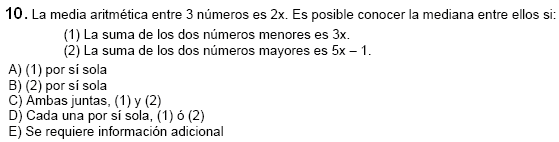 10. La media aritmética entre 3 números es 2x. Es posible conocer la mediana entre ellos si:
(1) La suma de los dos números menores es 3x.
(2) La suma de los dos números mayores es 5x – 1.
A) (1) por sí sola
B) (2) por sí sola
C) Ambas juntas, (1) y (2)
D) Cada una por sí sola, (1) ó (2)
E) Se requiere información adicional